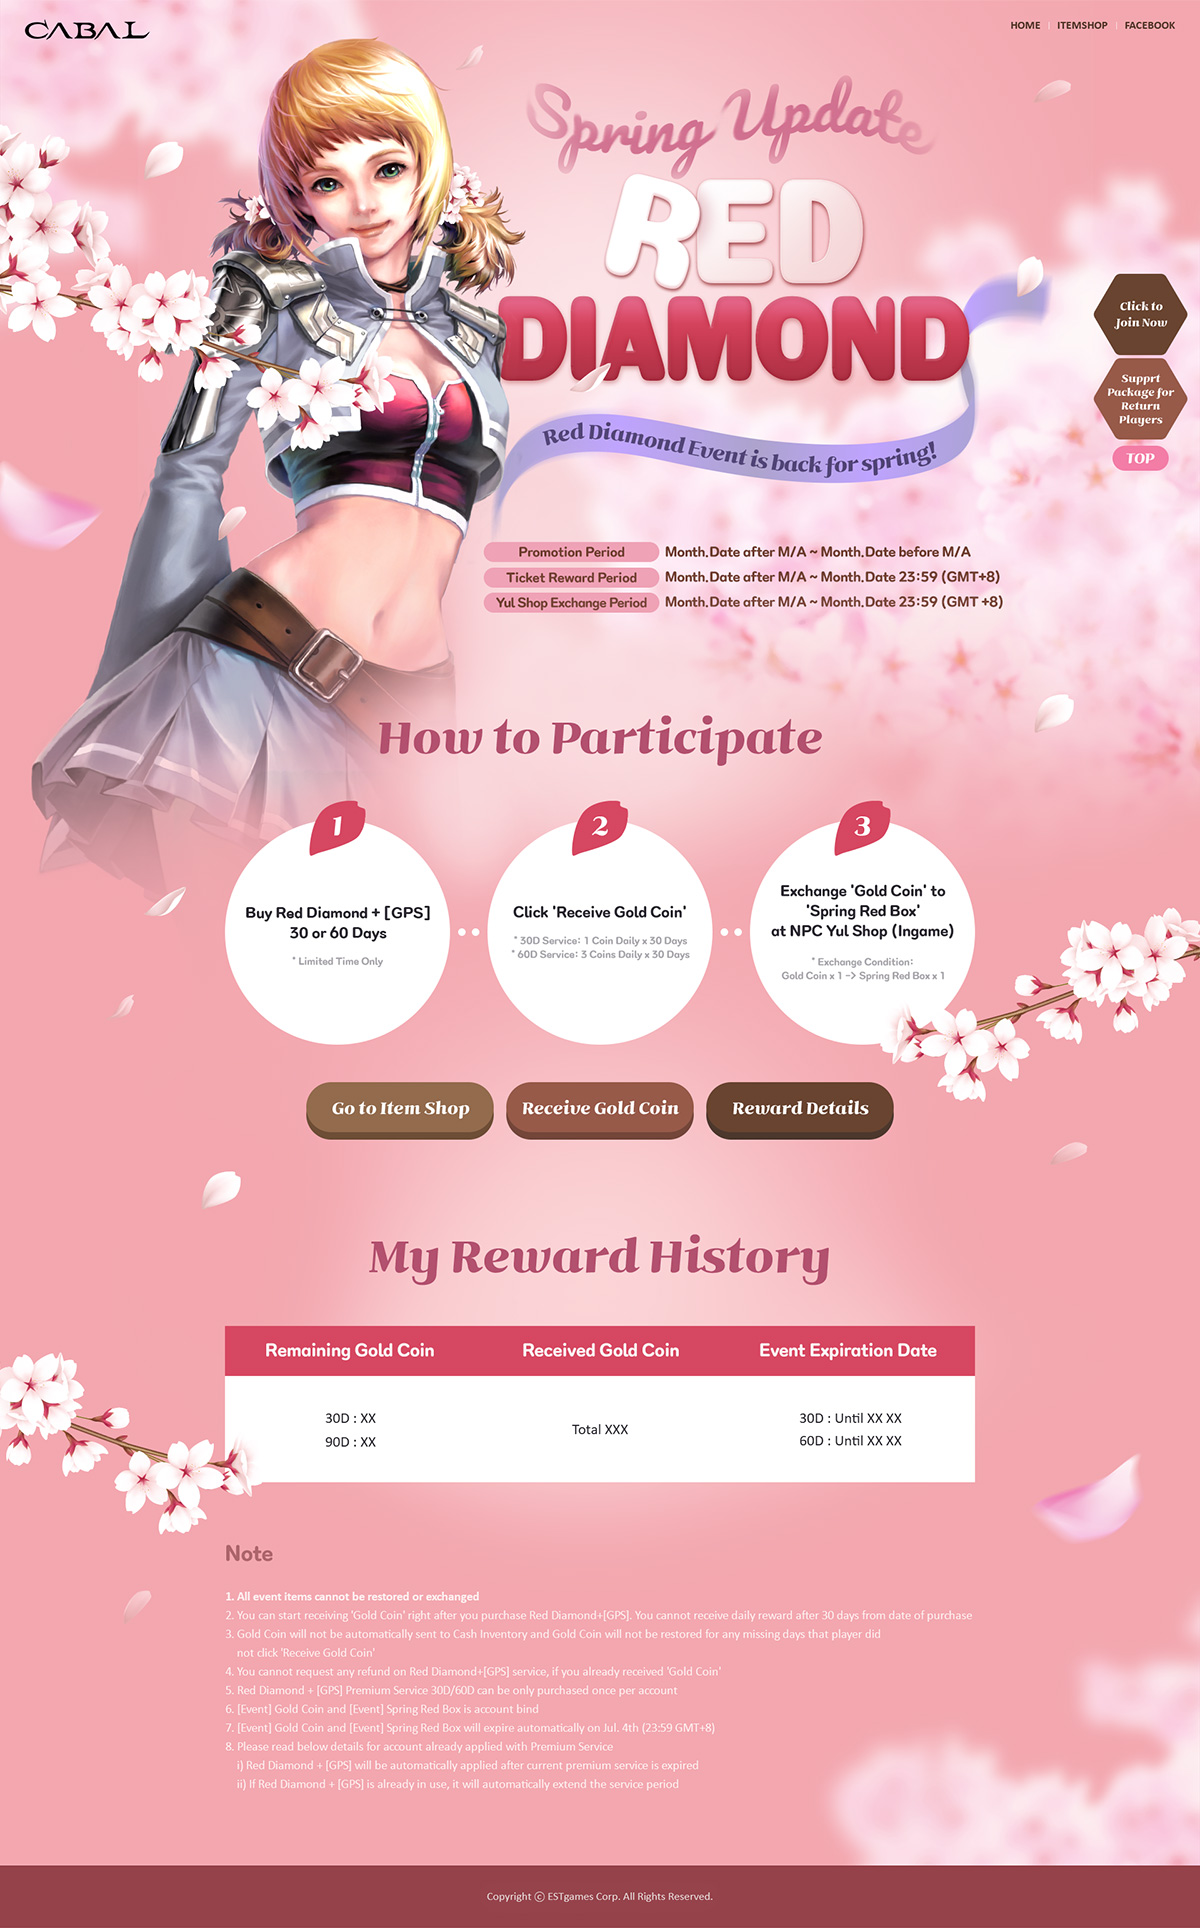 CABAL
HOME | ITEMSHOP | FACEBOOK
Spring Update
RED
DIAMOND
Red Diamond Event is back for spring!
Click to
Join Now
Supprt
Package for
Return
Players
TOP
Promotion Period Month.Date after M/A ~ Month.Date before M/A
Ticket Reward Period Month.Date after M/A ~ Month.Date 23:59 (GMT+8)
Yul Shop Exchange Period Month.Date after M/A ~ Month.Date 23:59 (GMT +8)
How to Participate
1
Buy Red Diamond + [GPS]
30 or 60 Days
* Limited Time Only
2
Click 'Receive Gold Coin'
* 30D Service: 1 Coin Daily x 30 Days
* 60D Service: 3 Coins Daily x 30 Days
3
Exchange 'Gold Coin' to
'Spring Red Box'
at NPC Yul Shop (Ingame)
* Exchange Condition:
Gold Coin x 1 -> Spring Red Box x 1
Go to Item Shop
Receive Gold Coin
Reward Details
My Reward History
Remaining Gold Coin Received Gold Coin Event Expiration Date
30D : XX
90D : XX
Total XXX
30D : Until XX XX
60D : Until XX XX
Note
1. All event items cannot be restored or exchanged
2. You can start receiving 'Gold Coin' right after you purchase Red Diamond+[GPS]. You cannot receive daily reward after 30 days from date of purchase
3. Gold Coin will not be automatically sent to Cash Inventory and Gold Coin will not be restored for any missing days that player did
not click 'Receive Gold Coin'
4. You cannot request any refund on Red Diamond+[GPS] service, if you already received 'Gold Coin'
5. Red Diamond + [GPS] Premium Service 30D/60D can be only purchased once per account
6. [Event] Gold Coin and [Event] Spring Red Box is account bind
7. [Event] Gold Coin and [Event] Spring Red Box will expire automatically on Jul. 4th (23:59 GMT+8)
8. Please read below details for account already applied with Premium Service
i) Red Diamond + [GPS] will be automatically applied after current premium service is expired
ii) If Red Diamond + [GPS] is already in use, it will automatically extend the service period
Copyright ⓒ ESTgames Corp. All Rights Reserved.